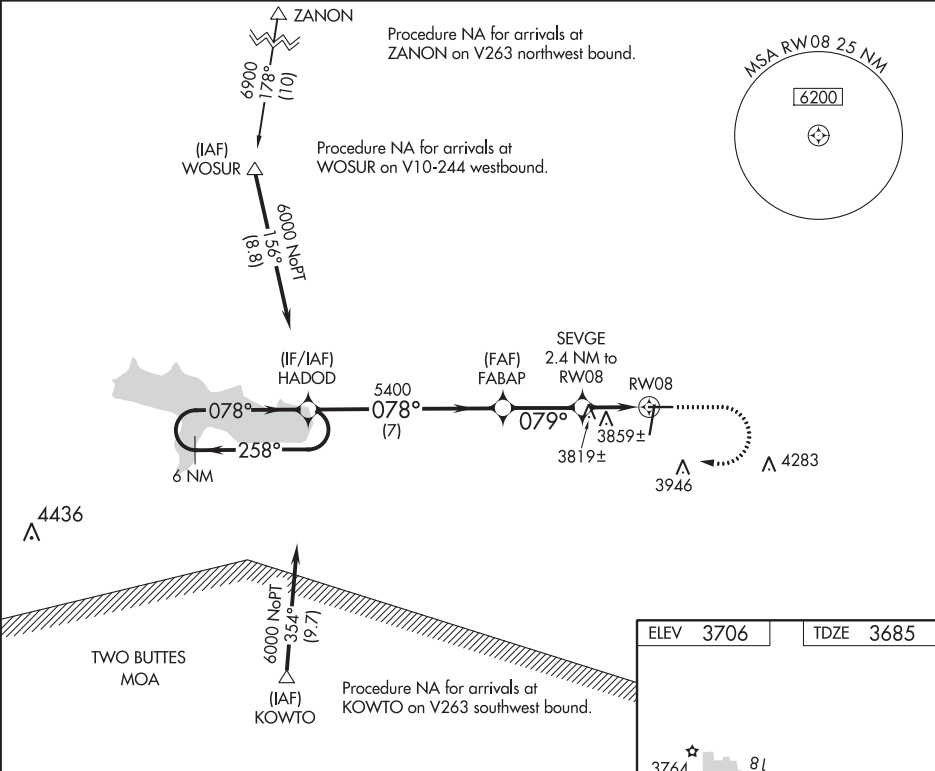 ZANON
Procedure NA for arrivals at
ZANON on V263 northwest bound.
6900
178°
(10)
MSA RW08 25 NM
6200
(IAF)
WOSUR
Procedure NA for arrivals at
WOSUR on V10-244 westbound.
6000 NoPT
156°
(8.8)
(IF/IAF)
HADOD
(FAF)
FABAP
SEVGE
2.4 NM to
RW08
RW08
5400
078°
(7)
078°
258°
6 NM
079°
3859±
3819±
3946
4283
4436
6000 NoPT
354°
(9.7)
TWO BUTTES
MOA
(IAF)
KOWTO
Procedure NA for arrivals at
KOWTO on V263 southwest bound.
ELEV 3706
TDZE 3685
3764
18